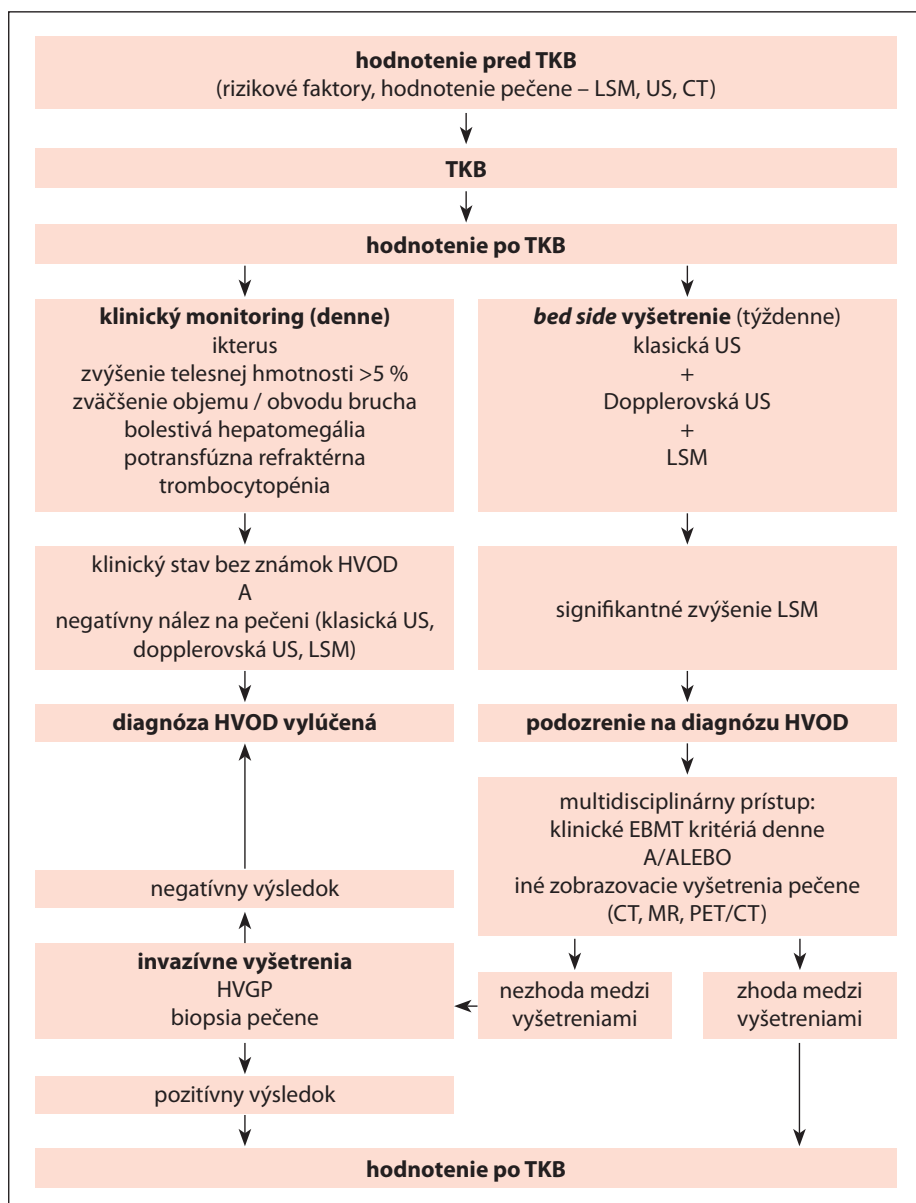 hodnotenie pred TKB
(rizikové faktory, hodnotenie pečene – LSM, US, CT)
TKB
hodnotenie po TKB
klinický monitoring (denne)
ikterus
zvýšenie telesnej hmotnosti >5 %
zväčšenie objemu / obvodu brucha
bolestivá hepatomegália
potransfúzna refraktérna
trombocytopénia
bed side vyšetrenie (týždenne)
klasická US
+
Dopplerovská US
+
LSM
klinický stav bez známok HVOD
A
negatívny nález na pečeni (klasická US,
dopplerovská US, LSM)
signifikantné zvýšenie LSM
diagnóza HVOD vylúčená
podozrenie na diagnózu HVOD
multidisciplinárny prístup:
klinické EBMT kritériá denne
A/ALEBO
iné zobrazovacie vyšetrenia pečene
(CT, MR, PET/CT)
negatívny výsledok
invazívne vyšetrenia
HVGP
biopsia pečene
nezhoda medzi
vyšetreniami
zhoda medzi
vyšetreniami
pozitívny výsledok
hodnotenie po TKB